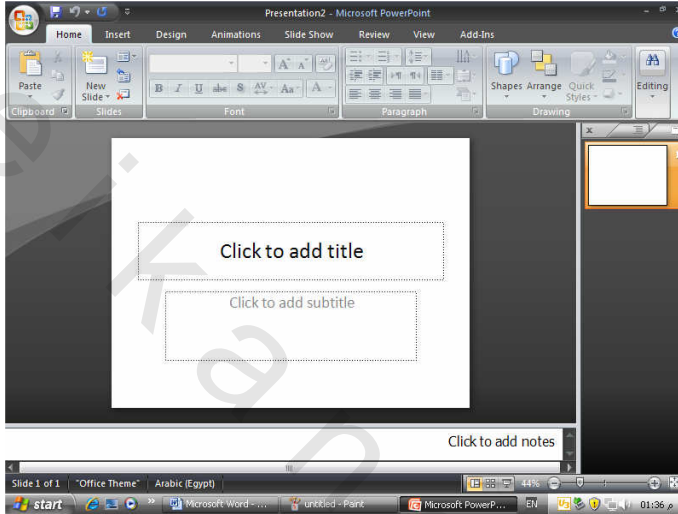 Presentation2 - Microsoft PowerPoint
Home Insert Design Animations Slide Show Review View Add-Ins
Paste
New Slide
Shapes Arrange Quick Styles
Editing
Clipboard Slides Font Paragraph Drawing
Click to add title
Click to add subtitle
Click to add notes
Slide 1 of 1 "Office Theme" Arabic (Egypt) 44%
start Microsoft Word - ... untitled - Paint Microsoft PowerP... EN 01:36 م